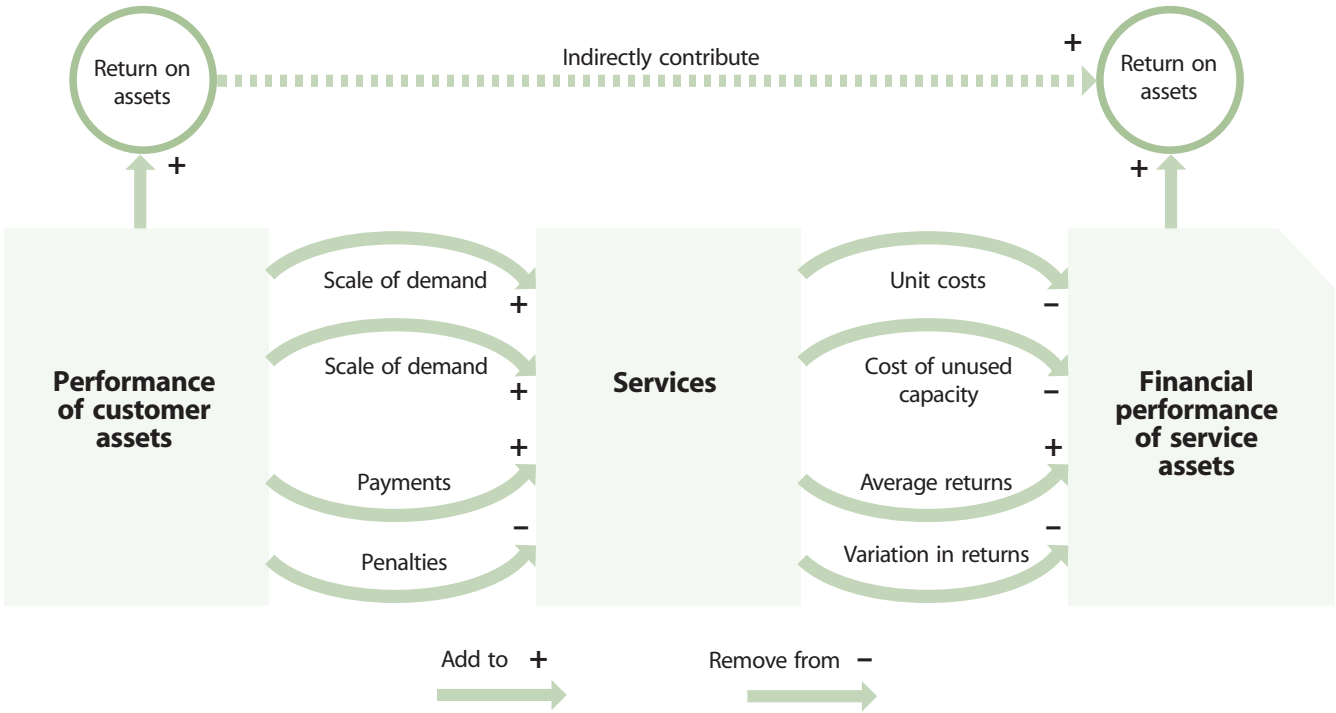 Return on
assets
+
Indirectly contribute
+
Return on
assets
+
Performance
of customer
assets
Scale of demand
+
Scale of demand
+
+
Payments
−
Penalties
Services
Unit costs
−
Cost of unused
capacity
−
+
Average returns
−
Variation in returns
Financial
performance
of service
assets
Add to +
Remove from −